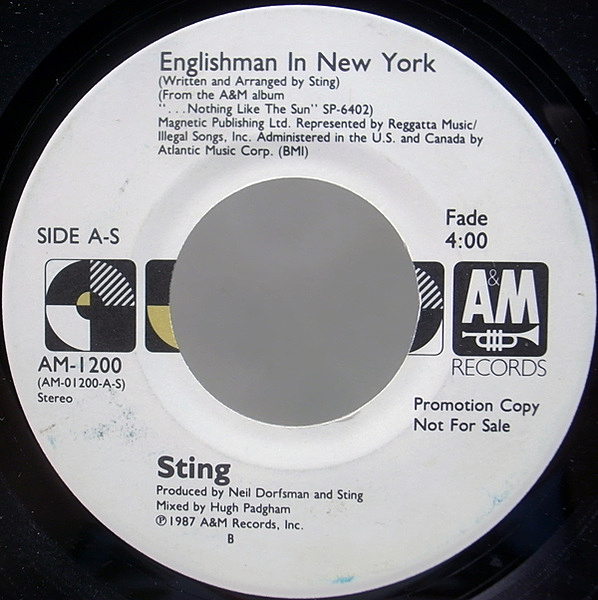 Englishman In New York
(Written and Arranged by Sting)
(From the A&M album
"...Nothing Like The Sun" SP-6402)
Magnetic Publishing Ltd. Represented by Reggatta Music/
Illegal Songs, Inc. Administered in the U.S. and Canada by
Atlantic Music Corp. (BMI)
SIDE A-S
Fade
4:00
A&M
RECORDS
AM-1200
(AM-01200-A-S)
Stereo
Promotion Copy
Not For Sale
Sting
Produced by Neil Dorfsman and Sting
Mixed by Hugh Padgham
℗1987 A&M Records, Inc.
B